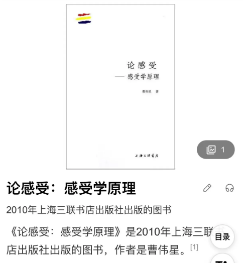 论感受
——感受学原理
曹伟星 著
上海三联书店
1
论感受：感受学原理
2010年上海三联书店出版社出版的图书
《论感受：感受学原理》是2010年上海三联
店出版社出版的图书，作者是曹伟星。[1]
目录